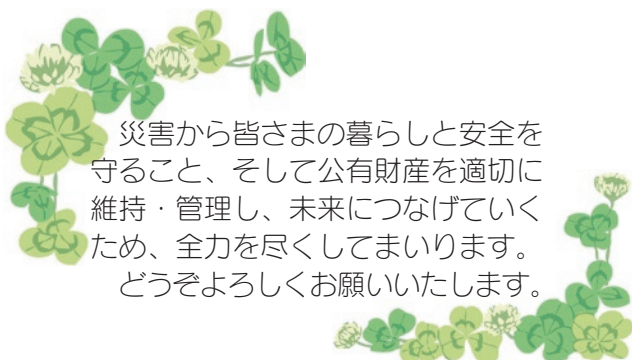 災害から皆さまの暮らしと安全を
守ること、そして公有財産を適切に
維持・管理し、未来につなげていく
ため、全力を尽くしてまいります。
　どうぞよろしくお願いいたします。